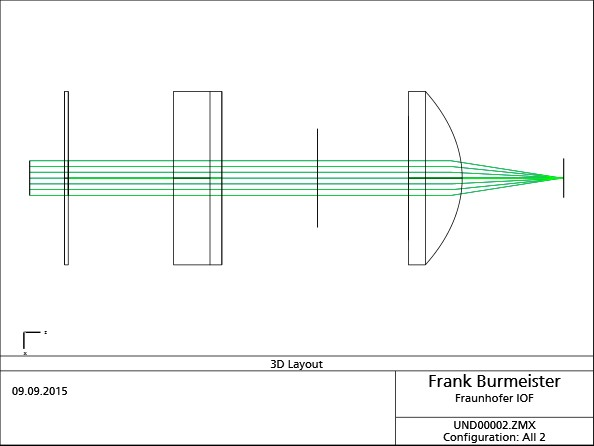 z
x
3D Layout
09.09.2015
Frank Burmeister
Fraunhofer IOF
UND00002.ZMX
Configuration: All 2